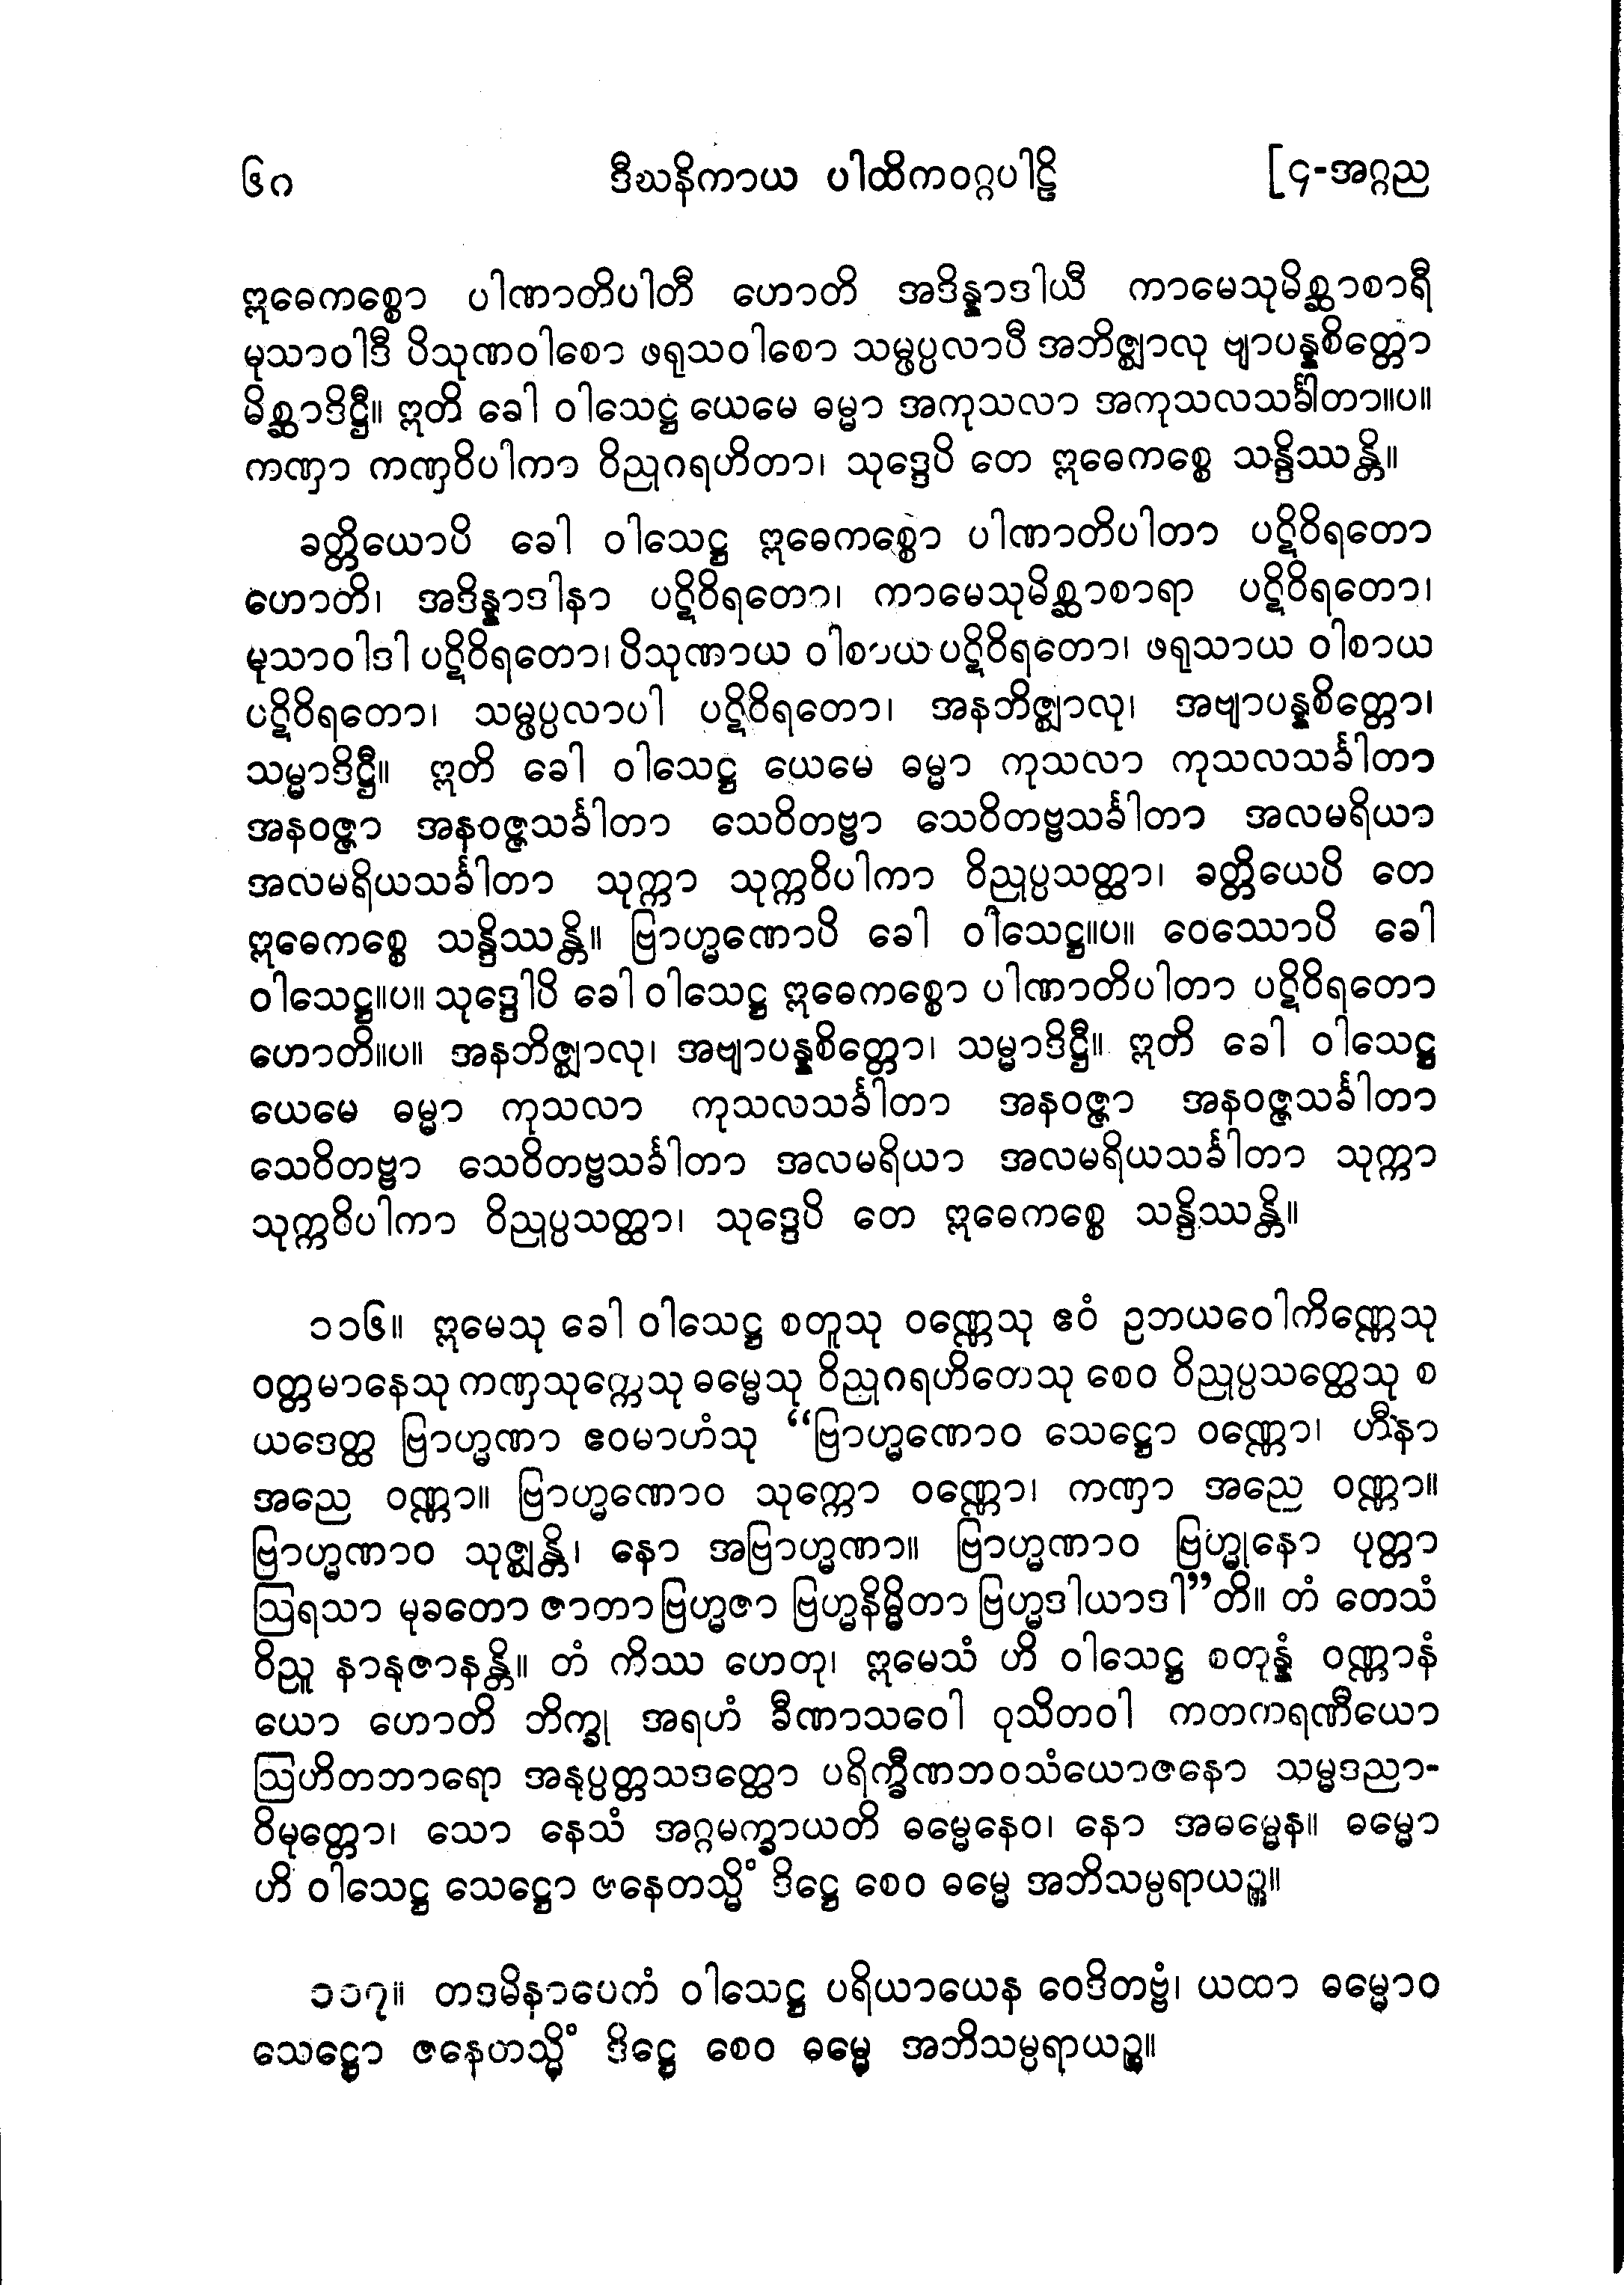 ၆၈ ဒီဃနိကာယ ပါထိကဝဂ္ဂပါဠိ [၄-အဂ္ဂည
ဣဓေကစ္စော ပါဏာတိပါတီ ဟောတိ အဒိန္နာဒါယီ ကာမေသုမိစ္ဆာစာရီ
မုသာဝါဒီ ပိသုဏဝါစော ဖရုသဝါစော သမ္ဖပ္ပလာပီ အဘိဇ္ဈာလု ဗျာပန္နစိတ္တော
မိစ္ဆာဒိဋ္ဌီ။ ဣတိ ခေါ ဝါသေဋ္ဌ ယေမေ ဓမ္မာ အကုသလာ အကုသလသင်္ခါတာ။ပ။
ကဏှာ ကဏှဝိပါကာ ဝိညုဂရဟိတာ၊ သုဒ္ဒေပိ တေ ဣဓေကစ္စေ သန္ဒိဿန္တိ။
ခတ္တိယောပိ ခေါ ဝါသေဋ္ဌ ဣဓေကစ္စော ပါဏာတိပါတာ ပဋိဝိရတော
ဟောတိ၊ အဒိန္နာဒါနာ ပဋိဝိရတော၊ ကာမေသုမိစ္ဆာစာရာ ပဋိဝိရတော၊
မုသာဝါဒါ ပဋိဝိရတော၊ ပိသုဏာယ ဝါစာယ ပဋိဝိရတော၊ ဖရုသာယ ဝါစာယ
ပဋိဝိရတော၊ သမ္ဖပ္ပလာပါ ပဋိဝိရတော၊ အနဘိဇ္ဈာလု၊ အဗျာပန္နစိတ္တော၊
သမ္မာဒိဋ္ဌီ။ ဣတိ ခေါ ဝါသေဋ္ဌ ယေမေ ဓမ္မာ ကုသလာ ကုသလသင်္ခါတာ
အနဝဇ္ဇာ အနဝဇ္ဇသင်္ခါတာ သေဝိတဗ္ဗာ သေဝိတဗ္ဗသင်္ခါတာ အလမရိယာ
အလမရိယသင်္ခါတာ သုက္ကာ သုက္ကဝိပါကာ ဝိညုပ္ပသတ္ထာ၊ ခတ္တိယေပိ တေ
ဣဓေကစ္စေ သန္ဒိဿန္တိ။ ဗြာဟ္မဏောပိ ခေါ ဝါသေဋ္ဌ။ပ။ ဝေဿောပိ ခေါ
ဝါသေဋ္ဌ။ပ။ သုဒ္ဒေါပိ ခေါ ဝါသေဋ္ဌ ဣဓေကစ္စော ပါဏာတိပါတာ ပဋိဝိရတော
ဟောတိ။ပ။ အနဘိဇ္ဈာလု၊ အဗျာပန္နစိတ္တော၊ သမ္မာဒိဋ္ဌီ။ ဣတိ ခေါ ဝါသေဋ္ဌ
ယေမေ ဓမ္မာ ကုသလာ ကုသလသင်္ခါတာ အနဝဇ္ဇာ အနဝဇ္ဇသင်္ခါတာ
သေဝိတဗ္ဗာ သေဝိတဗ္ဗသင်္ခါတာ အလမရိယာ အလမရိယသင်္ခါတာ သုက္ကာ
သုက္ကဝိပါကာ ဝိညုပ္ပသတ္ထာ၊ သုဒ္ဒေပိ တေ ဣဓေကစ္စေ သန္ဒိဿန္တိ။
၁၁၆။ ဣမေသု ခေါ ဝါသေဋ္ဌ စတူသု ဝဏ္ဏေသု ဧဝံ ဥဘယဝေါကိဏ္ဏေသု
ဝတ္တမာနေသု ကဏှသုက္ကေသု ဓမ္မေသု ဝိညုဂရဟိတေသု စေဝ ဝိညုပ္ပသတ္ထေသု စ
ယဒေတ္ထ ဗြာဟ္မဏာ ဧဝမာဟံသု “ဗြာဟ္မဏောဝ သေဋ္ဌော ဝဏ္ဏော၊ ဟီနာ
အညေ ဝဏ္ဏာ။ ဗြာဟ္မဏောဝ သုက္ကော ဝဏ္ဏော၊ ကဏှာ အညေ ဝဏ္ဏာ။
ဗြာဟ္မဏာဝ သုဇ္ဈန္တိ၊ နော အဗြာဟ္မဏာ။ ဗြာဟ္မဏာဝ ဗြဟ္မုနော ပုတ္တာ
ဩရသာ မုခတော ဇာတာ ဗြဟ္မဇာ ဗြဟ္မနိမ္မိတာ ဗြဟ္မဒါယာဒါ”တိ။ တံ တေသံ
ဝိညူ နာနုဇာနန္တိ။ တံ ကိဿ ဟေတု၊ ဣမေသံ ဟိ ဝါသေဋ္ဌ စတုန္နံ ဝဏ္ဏာနံ
ယော ဟောတိ ဘိက္ခု အရဟံ ခီဏာသဝေါ ဝုသိတဝါ ကတကရဏီယော
ဩဟိတဘာရော အနုပ္ပတ္တသဒတ္ထော ပရိက္ခီဏဘဝသံယောဇနော သမ္မဒညာ-
ဝိမုတ္တော၊ သော နေသံ အဂ္ဂမက္ခာယတိ ဓမ္မေနေဝ၊ နော အဓမ္မေန။ ဓမ္မော
ဟိ ဝါသေဋ္ဌ သေဋ္ဌော ဇနေတသ္မိံ ဒိဋ္ဌေ စေဝ ဓမ္မေ အဘိသမ္ပရာယဉ္စ။
၁၁၇။ တဒမိနာပေကံ ဝါသေဋ္ဌ ပရိယာယေန ဝေဒိတဗ္ဗံ၊ ယထာ ဓမ္မောဝ
သေဋ္ဌော ဇနေတသ္မိံ ဒိဋ္ဌေ စေဝ ဓမ္မေ အဘိသမ္ပရာယဉ္စ။